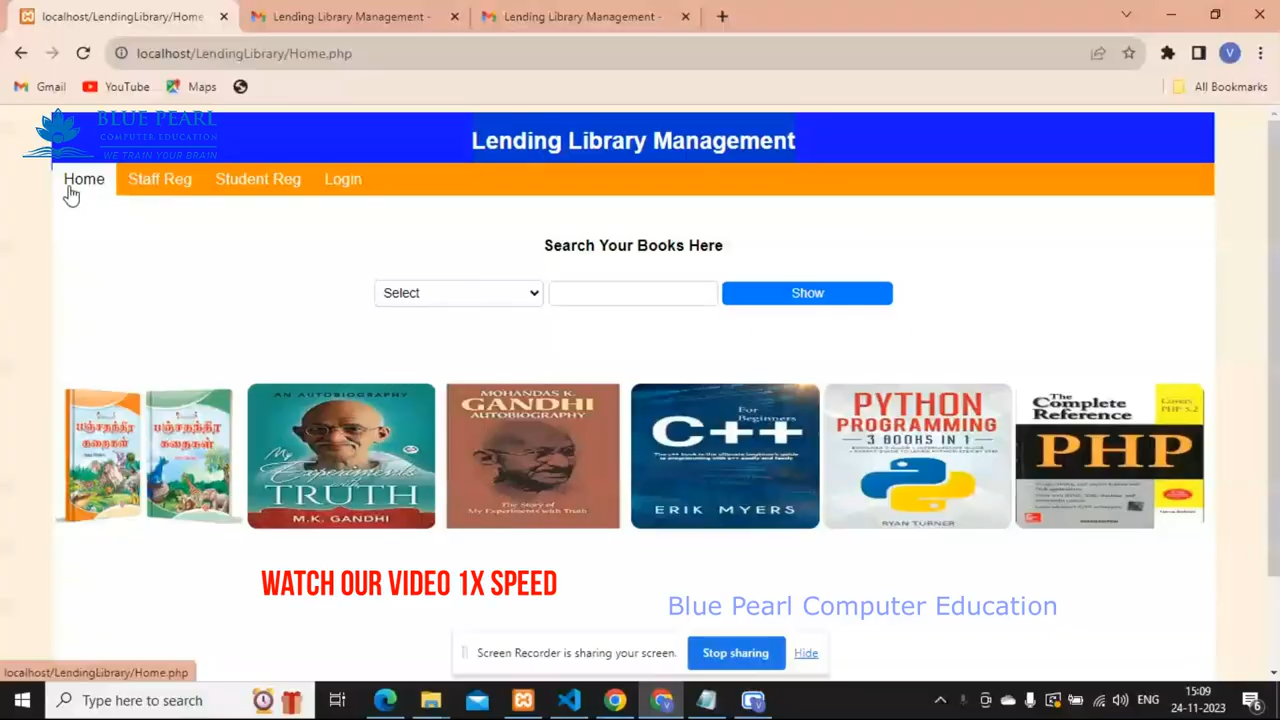 localhost/LendingLibrary/Home
Lending Library Management -
Lending Library Management -
localhost/LendingLibrary/Home.php
V
Gmail
YouTube
Maps
All Bookmarks
BLUE PEARL
COMPUTER EDUCATION
WE TRAIN YOUR BRAIN
Lending Library Management
Home
Staff Reg
Student Reg
Login
Search Your Books Here
Select
Show
பஞ்சதந்திர
கதைகள்
பஞ்சதந்திர
கதைகள்
AN AUTOBIOGRAPHY
Experiments
with
TRUTH
M.K. GANDHI
MOHANDAS K.
GANDHI
AUTOBIOGRAPHY
The Story of
My Experiments with Truth
For
Beginners
C++
ERIK MYERS
PYTHON
PROGRAMMING
3 BOOKS IN 1
RYAN TURNER
The Complete
Reference
Covers
PHP 5.2
PHP
WATCH OUR VIDEO 1X SPEED
Blue Pearl Computer Education
Screen Recorder is sharing your screen.
Stop sharing
Hide
localhost/LendingLibrary/Home.php
Type here to search
ENG
15:09
24-11-2023
6